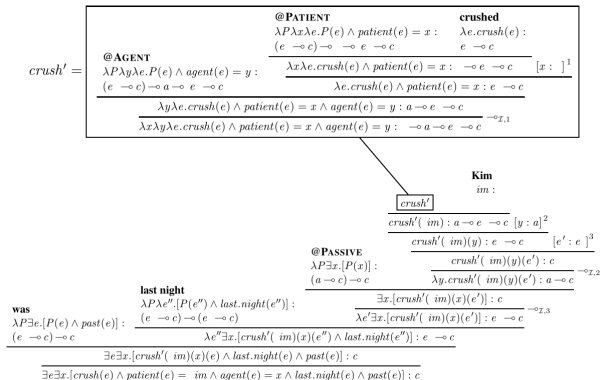 @PATIENT crushed
λPλxλe.P(e) ∧ patient(e) = x : λe.crush(e) :
(e ⊸ c) ⊸ ⊸ e ⊸ c e ⊸ c
@AGENT
λPλyλe.P(e) ∧ agent(e) = y : λxλe.crush(e) ∧ patient(e) = x : ⊸ e ⊸ c [x : ]1
(e ⊸ c) ⊸ a ⊸ e ⊸ c λe.crush(e) ∧ patient(e) = x : e ⊸ c
crush′ =
λyλe.crush(e) ∧ patient(e) = x ∧ agent(e) = y : a ⊸ e ⊸ c
⊸I,1
λxλyλe.crush(e) ∧ patient(e) = x ∧ agent(e) = y : ⊸ a ⊸ e ⊸ c
Kim
im :
crush′
crush′( im) : a ⊸ e ⊸ c [y : a]2
crush′( im)(y) : e ⊸ c [e′ : e ]3
@PASSIVE
λP∃x.[P(x)] : crush′( im)(y)(e′) : c
⊸I,2
(a ⊸ c) ⊸ c λy.crush′( im)(y)(e′) : a ⊸ c
last night
λPλe″.[P(e″) ∧ last.night(e″)] : ∃x.[crush′( im)(x)(e′)] : c
⊸I,3
(e ⊸ c) ⊸ (e ⊸ c) λe′∃x.[crush′( im)(x)(e′)] : e ⊸ c
was
λP∃e.[P(e) ∧ past(e)] :
(e ⊸ c) ⊸ c λe″∃x.[crush′( im)(x)(e″) ∧ last.night(e″)] : e ⊸ c
∃e∃x.[crush′( im)(x)(e) ∧ last.night(e) ∧ past(e)] : c
∃e∃x.[crush(e) ∧ patient(e) = im ∧ agent(e) = x ∧ last.night(e) ∧ past(e)] : c